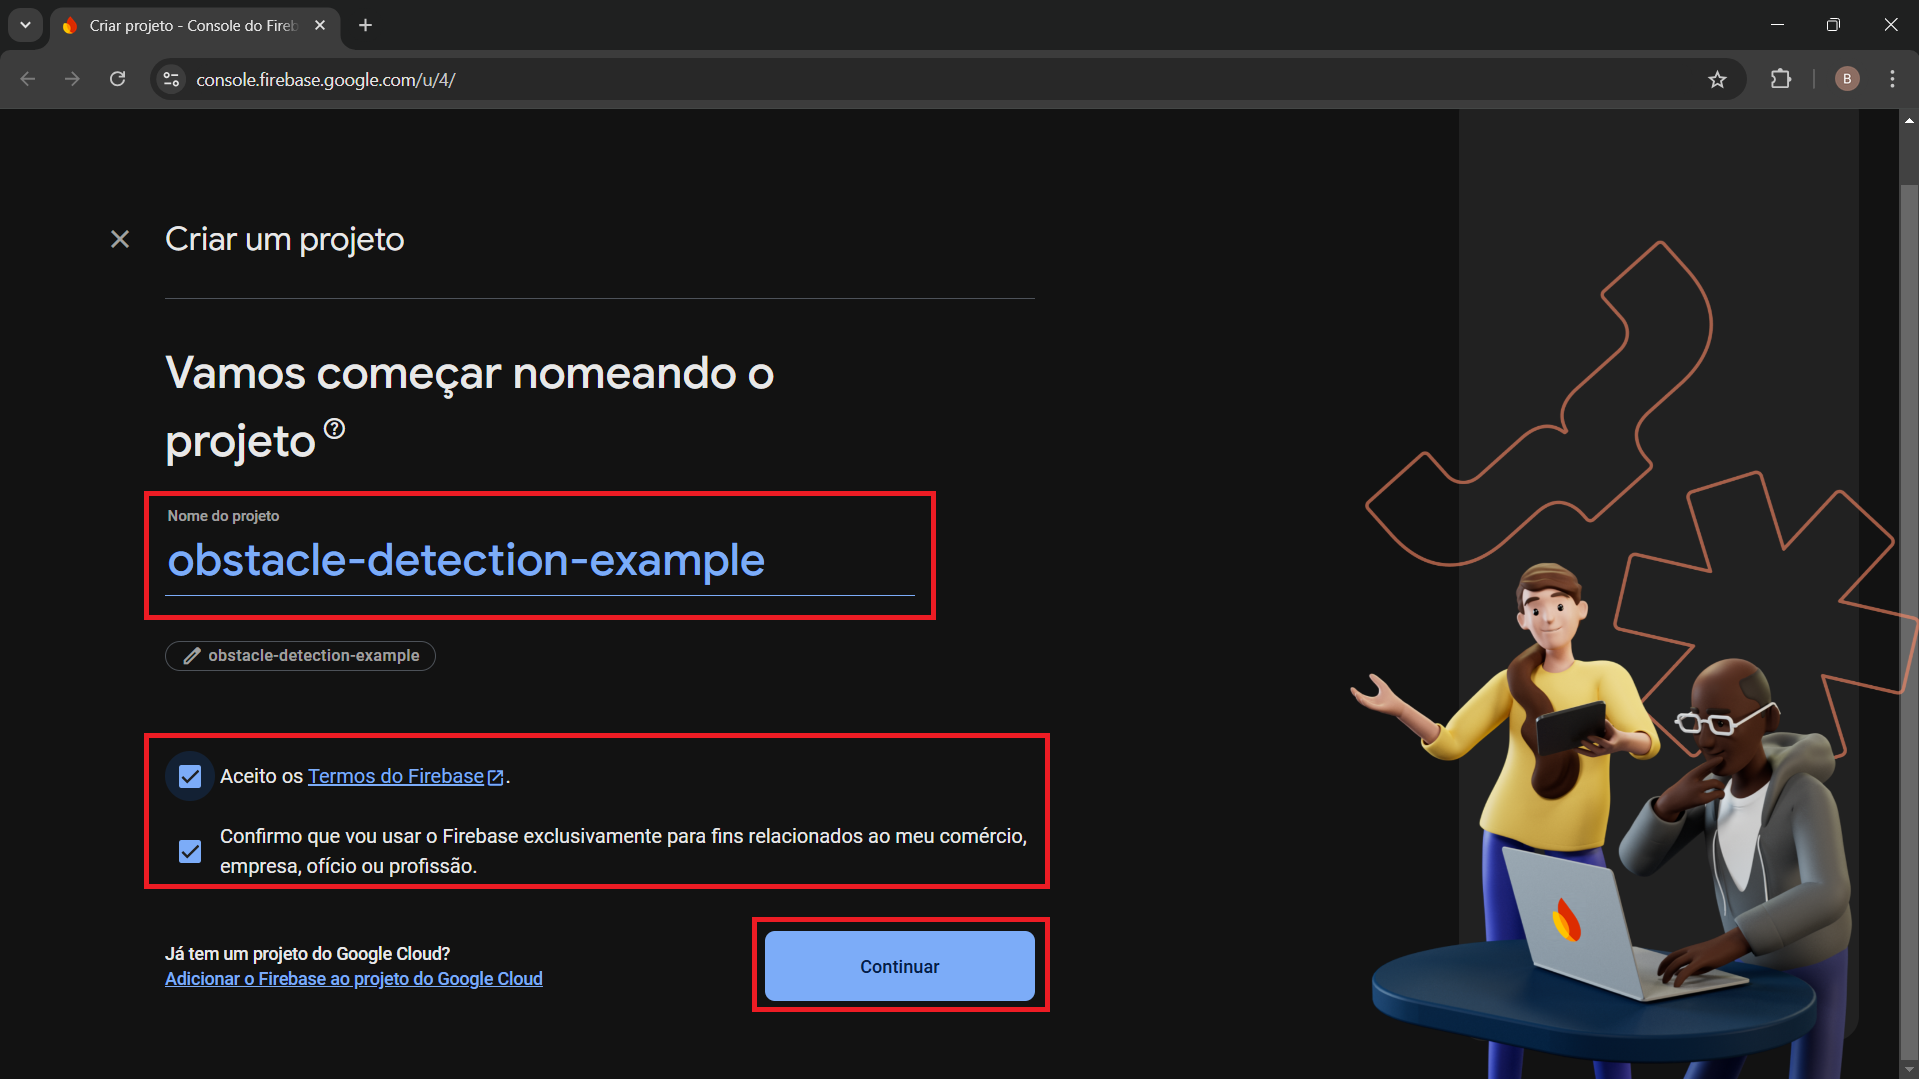 Criar projeto - Console do Fireb
console.firebase.google.com/u/4/
B
Criar um projeto
Vamos começar nomeando o
projeto
Nome do projeto
obstacle-detection-example
obstacle-detection-example
Aceito os Termos do Firebase.
Confirmo que vou usar o Firebase exclusivamente para fins relacionados ao meu comércio,
empresa, ofício ou profissão.
Já tem um projeto do Google Cloud?
Adicionar o Firebase ao projeto do Google Cloud
Continuar